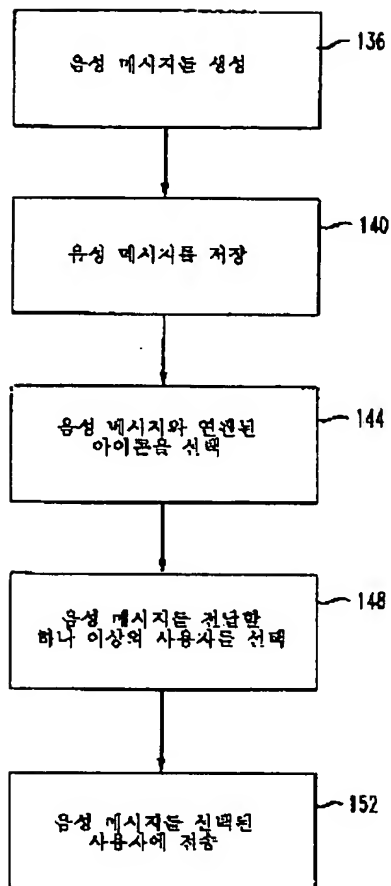 음성 메시지를 생성
136
음성 메시지를 저장
140
음성 메시지와 연관된
아이콘을 선택
144
음성 메시지를 전달할
하나 이상의 사용자를 선택
148
음성 메시지를 선택된
사용자에 전송
152